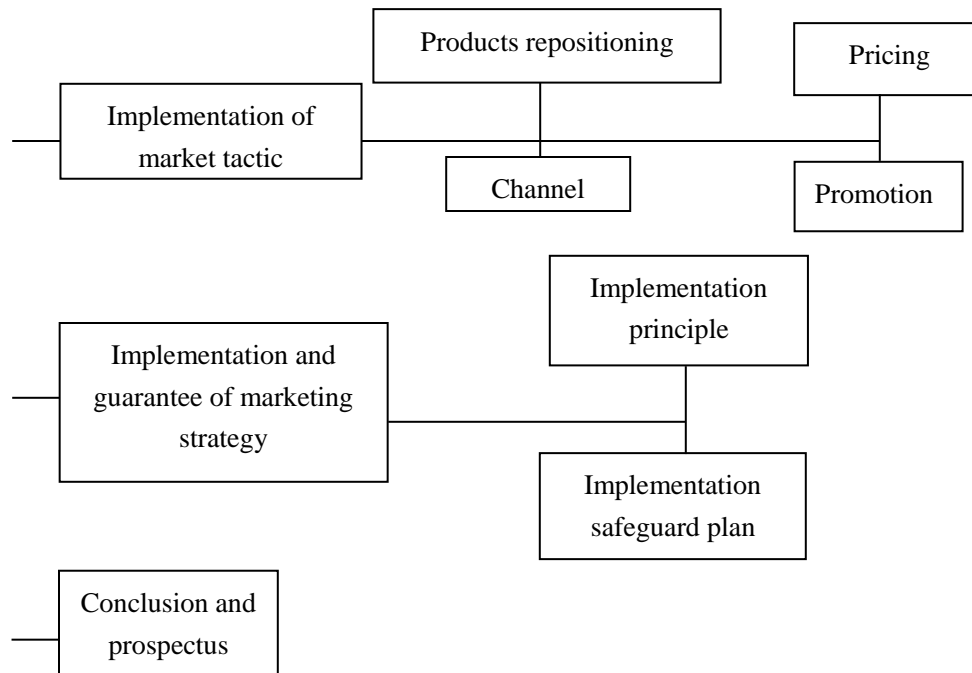 Products repositioning
Pricing
Implementation of
market tactic
Channel
Promotion
Implementation
principle
Implementation and
guarantee of marketing
strategy
Implementation
safeguard plan
Conclusion and
prospectus